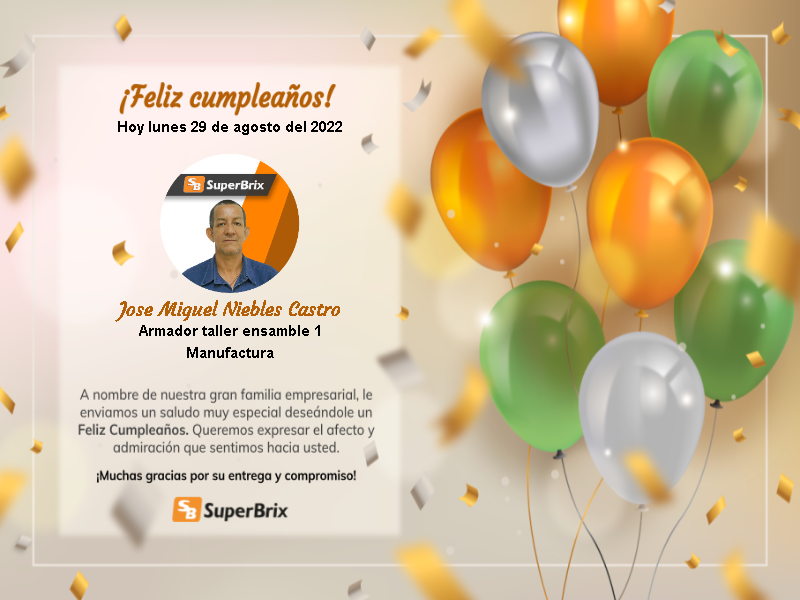 ¡Feliz cumpleaños!
Hoy lunes 29 de agosto del 2022
SB SuperBrix
Jose Miguel Niebles Castro
Armador taller ensamble 1
Manufactura
A nombre de nuestra gran familia empresarial, le
enviamos un saludo muy especial deseándole un
Feliz Cumpleaños. Queremos expresar el afecto y
admiración que sentimos hacia usted.
¡Muchas gracias por su entrega y compromiso!
SB SuperBrix